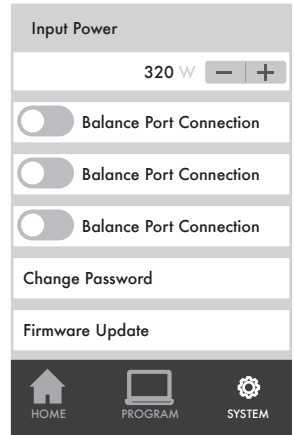 Input Power
320 W
Balance Port Connection
Balance Port Connection
Balance Port Connection
Change Password
Firmware Update
HOME PROGRAM SYSTEM